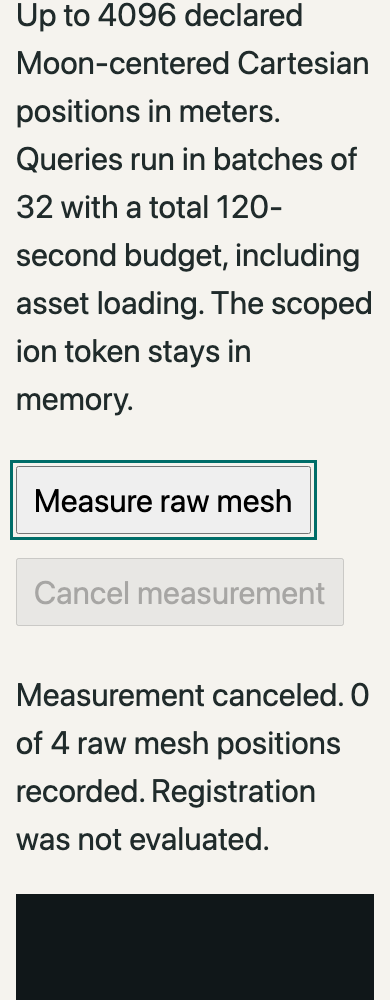 Up to 4096 declared
Moon-centered Cartesian
positions in meters.
Queries run in batches of
32 with a total 120-
second budget, including
asset loading. The scoped
ion token stays in
memory.
Measure raw mesh
Cancel measurement
Measurement canceled. 0
of 4 raw mesh positions
recorded. Registration
was not evaluated.